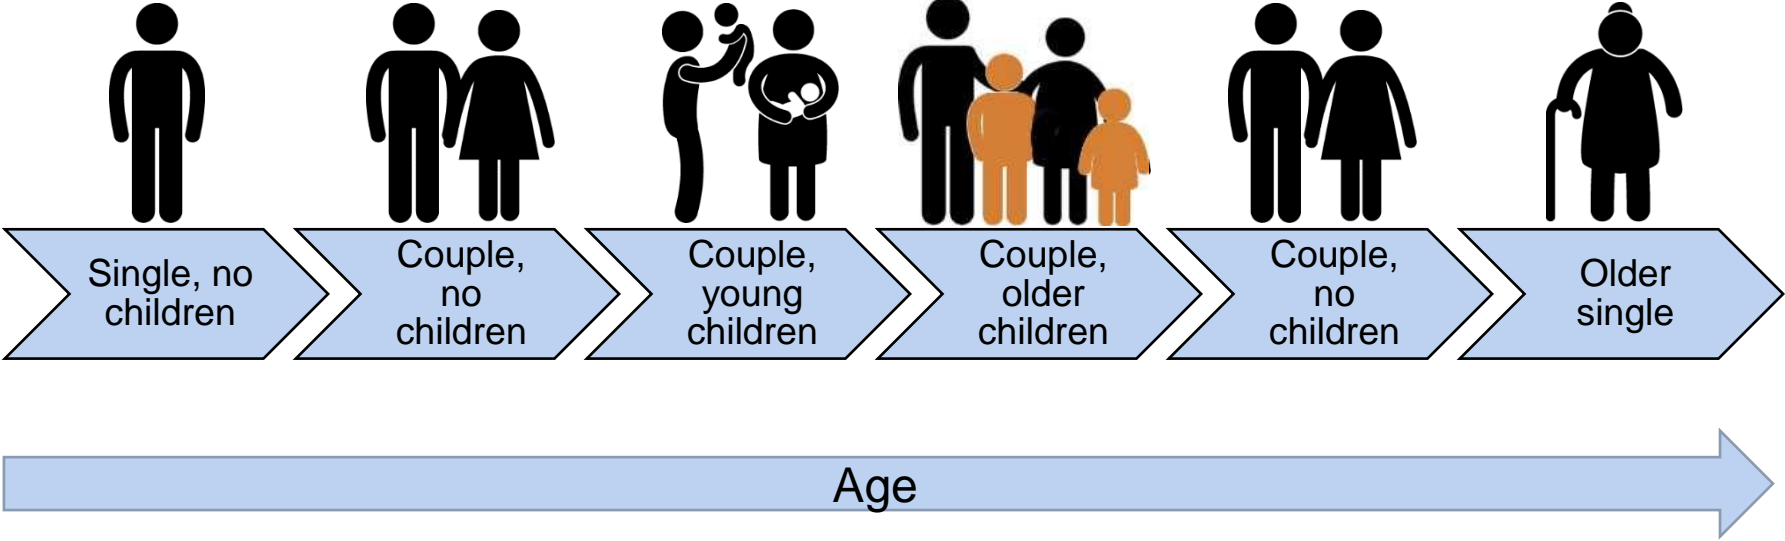 Single, no
children
Couple,
no
children
Couple,
young
children
Couple,
older
children
Couple,
no
children
Older
single
Age